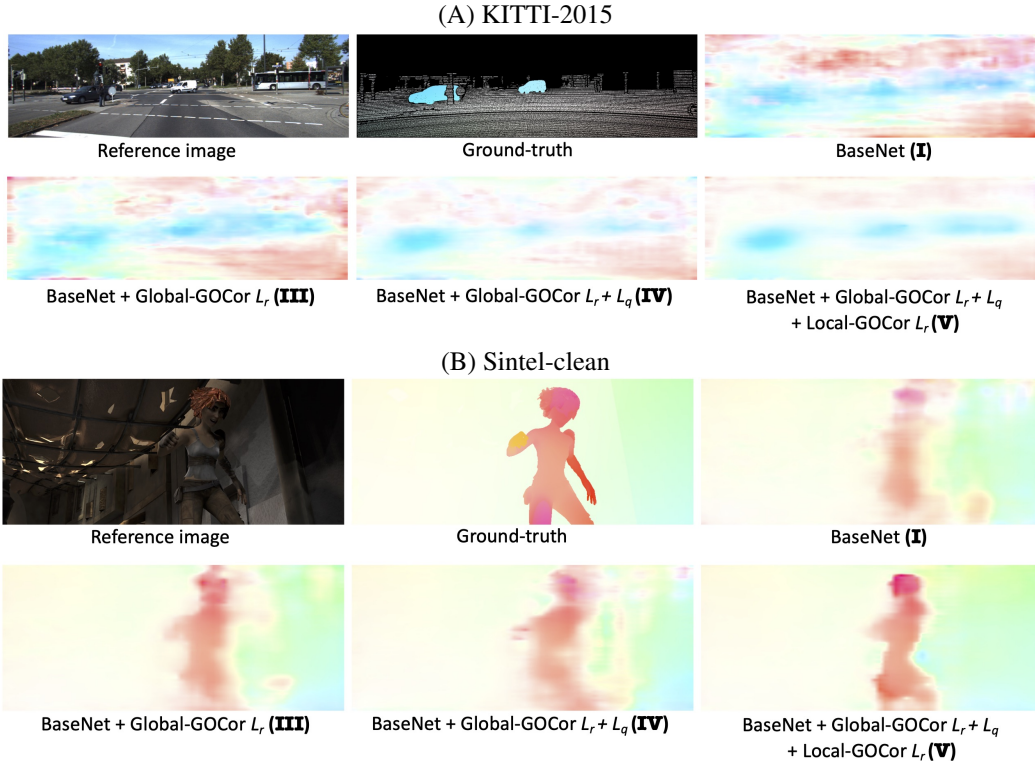 (A) KITTI-2015
Reference image
Ground-truth
BaseNet (I)
BaseNet + Global-GOCor Lr (III)
BaseNet + Global-GOCor Lr + Lq (IV)
BaseNet + Global-GOCor Lr + Lq
+ Local-GOCor Lr (V)
(B) Sintel-clean
Reference image
Ground-truth
BaseNet (I)
BaseNet + Global-GOCor Lr (III)
BaseNet + Global-GOCor Lr + Lq (IV)
BaseNet + Global-GOCor Lr + Lq
+ Local-GOCor Lr (V)